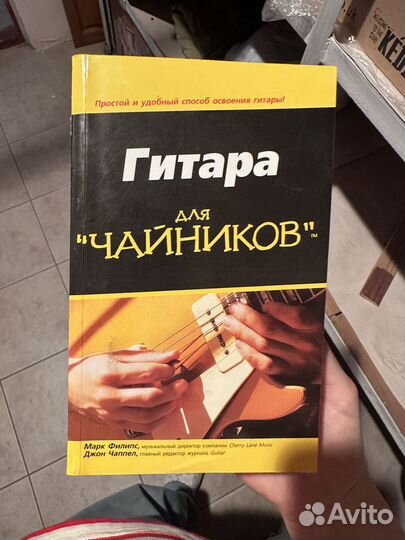 Простой и удобный способ освоения гитары!
Гитара
для
"ЧАЙНИКОВ"™
Марк Филипс, музыкальный директор компании Cherry Lane Music
Джон Чаппел, главный редактор журнала Guitar
Avito